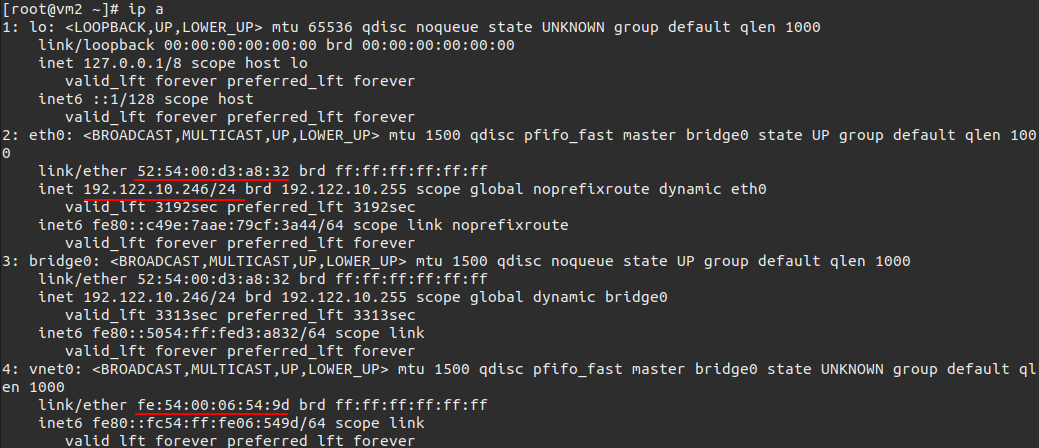 [root@vm2 ~]# ip a
1: lo: <LOOPBACK,UP,LOWER_UP> mtu 65536 qdisc noqueue state UNKNOWN group default qlen 1000
    link/loopback 00:00:00:00:00:00 brd 00:00:00:00:00:00
    inet 127.0.0.1/8 scope host lo
       valid_lft forever preferred_lft forever
    inet6 ::1/128 scope host
       valid_lft forever preferred_lft forever
2: eth0: <BROADCAST,MULTICAST,UP,LOWER_UP> mtu 1500 qdisc pfifo_fast master bridge0 state UP group default qlen 100
0
    link/ether 52:54:00:d3:a8:32 brd ff:ff:ff:ff:ff:ff
    inet 192.122.10.246/24 brd 192.122.10.255 scope global noprefixroute dynamic eth0
       valid_lft 3192sec preferred_lft 3192sec
    inet6 fe80::c49e:7aae:79cf:3a44/64 scope link noprefixroute
       valid_lft forever preferred_lft forever
3: bridge0: <BROADCAST,MULTICAST,UP,LOWER_UP> mtu 1500 qdisc noqueue state UP group default qlen 1000
    link/ether 52:54:00:d3:a8:32 brd ff:ff:ff:ff:ff:ff
    inet 192.122.10.246/24 brd 192.122.10.255 scope global dynamic bridge0
       valid_lft 3313sec preferred_lft 3313sec
    inet6 fe80::5054:ff:fed3:a832/64 scope link
       valid_lft forever preferred_lft forever
4: vnet0: <BROADCAST,MULTICAST,UP,LOWER_UP> mtu 1500 qdisc pfifo_fast master bridge0 state UNKNOWN group default ql
en 1000
    link/ether fe:54:00:06:54:9d brd ff:ff:ff:ff:ff:ff
    inet6 fe80::fc54:ff:fe06:549d/64 scope link
       valid_lft forever preferred_lft forever